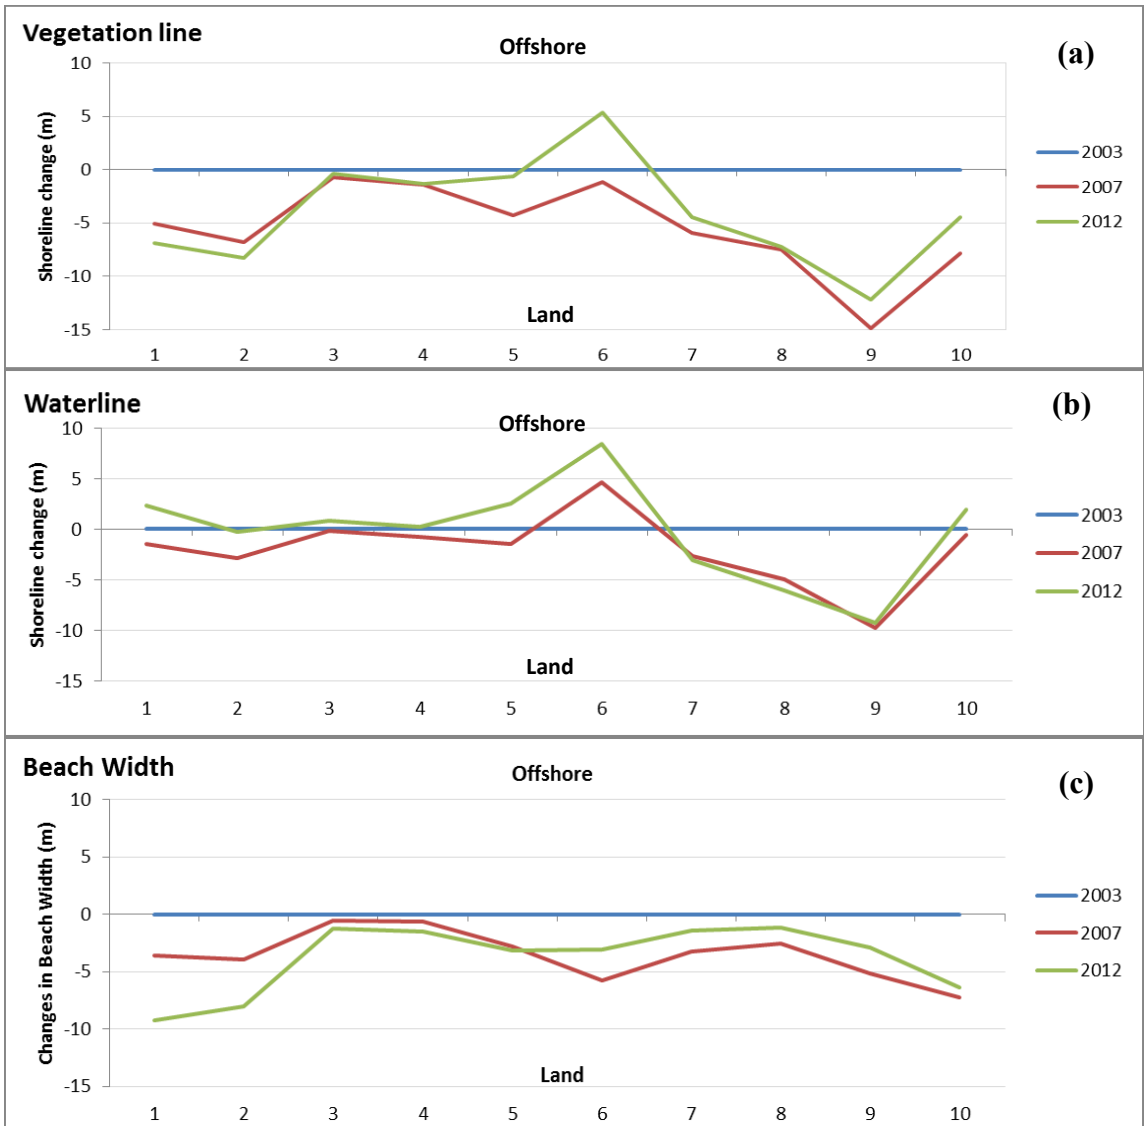 Vegetation line
Offshore
(a)
10
5
0
-5
-10
-15
Shoreline change (m)
Land
1 2 3 4 5 6 7 8 9 10
2003
2007
2012
Waterline
Offshore
(b)
10
5
0
-5
-10
-15
Shoreline change (m)
Land
1 2 3 4 5 6 7 8 9 10
2003
2007
2012
Beach Width
Offshore
(c)
10
5
0
-5
-10
-15
Changes in Beach Width (m)
Land
1 2 3 4 5 6 7 8 9 10
2003
2007
2012